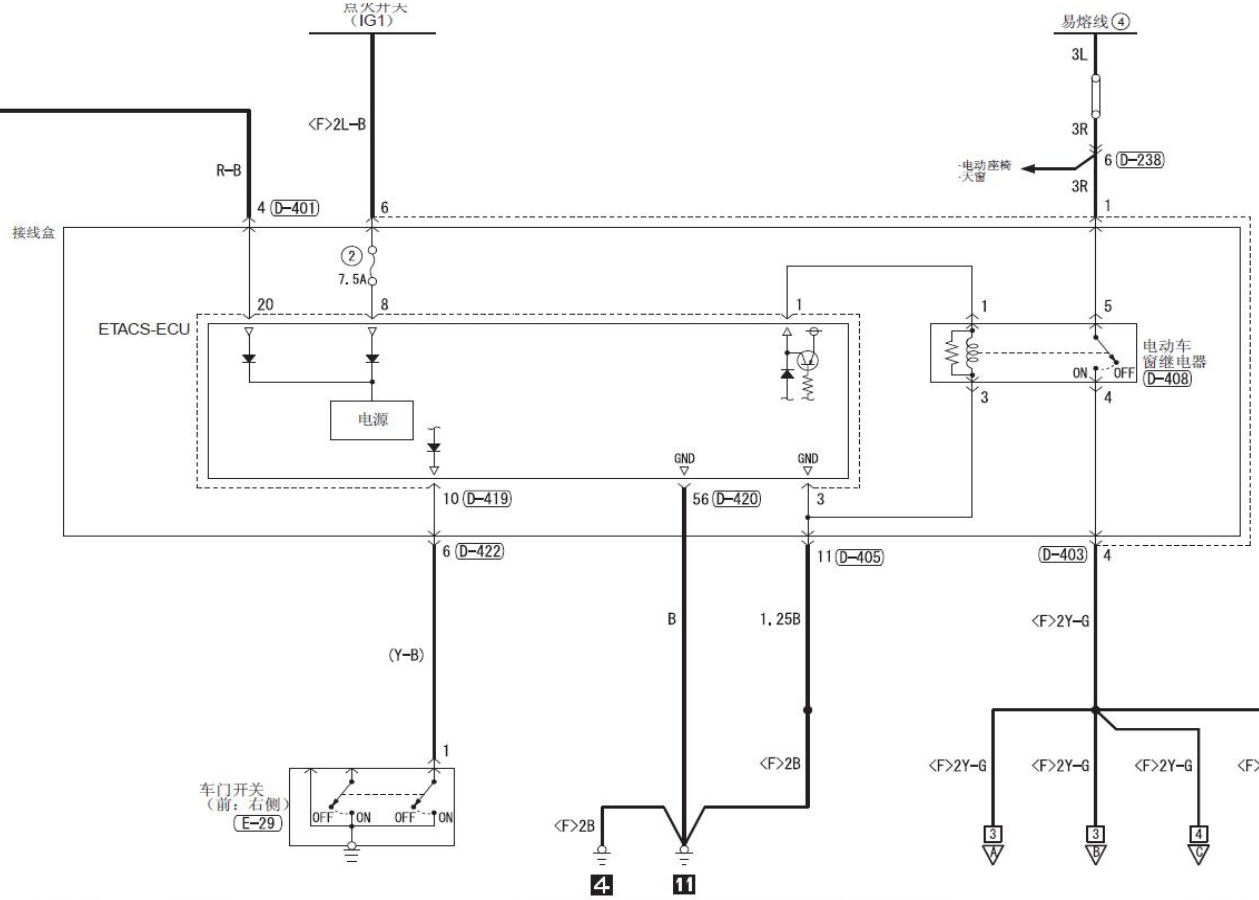 点火开关
（IG1）
易熔线④
3L
<F>2L-B
3R
R-B
6 D-238
·电动座椅
·天窗
3R
4 D-401
6
1
接线盒
②
7.5A
20
8
1
1
5
ETACS-ECU
电动车
窗继电器
D-408
ON
OFF
3
4
电源
GND
GND
10 D-419
56 D-420
3
6 D-422
11 D-405
D-403 4
B
1.25B
<F>2Y-G
(Y-B)
1
<F>2B
<F>2Y-G
<F>2Y-G
<F>2Y-G
<F>
车门开关
（前：右侧）
E-29
OFF
ON
OFF
ON
<F>2B
3
3
4
A
B
C
4
11